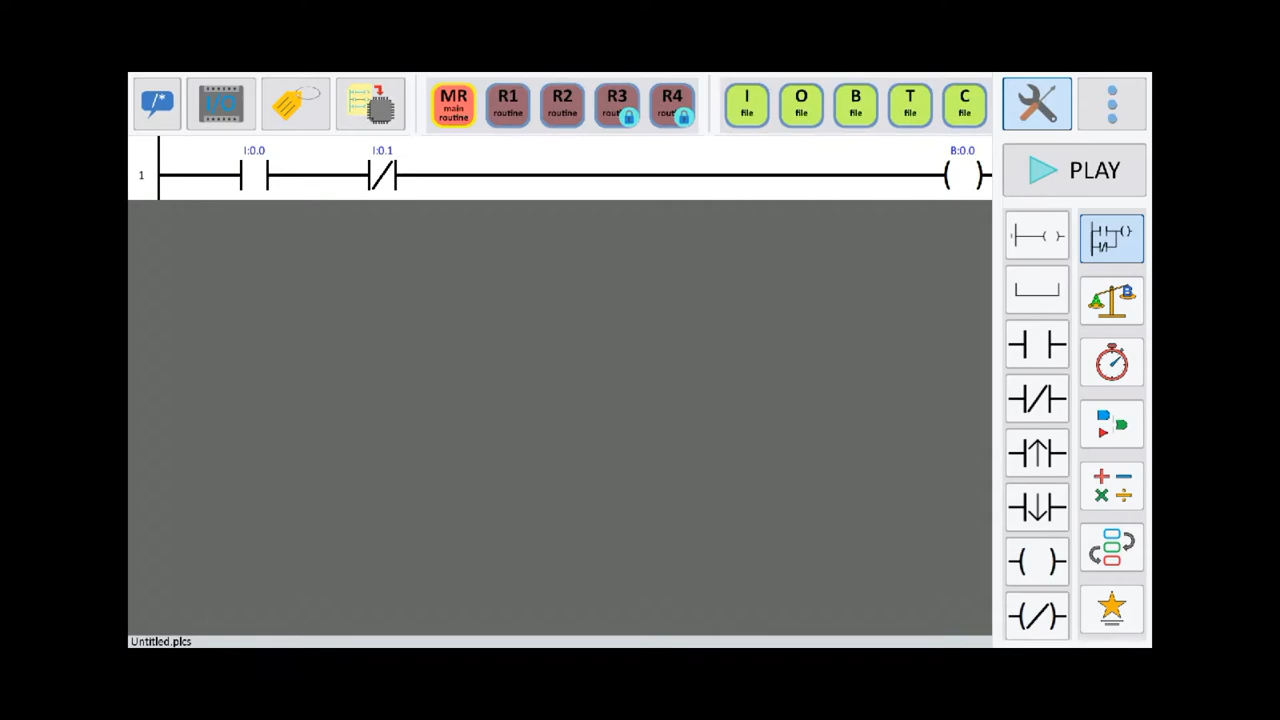 /*
I/O
MR
main
routine
R1
routine
R2
routine
R3
R4
I
file
O
file
B
file
T
file
C
file
PLAY
I:0.0
I:0.1
B:0.0
1
Untitled.plcs